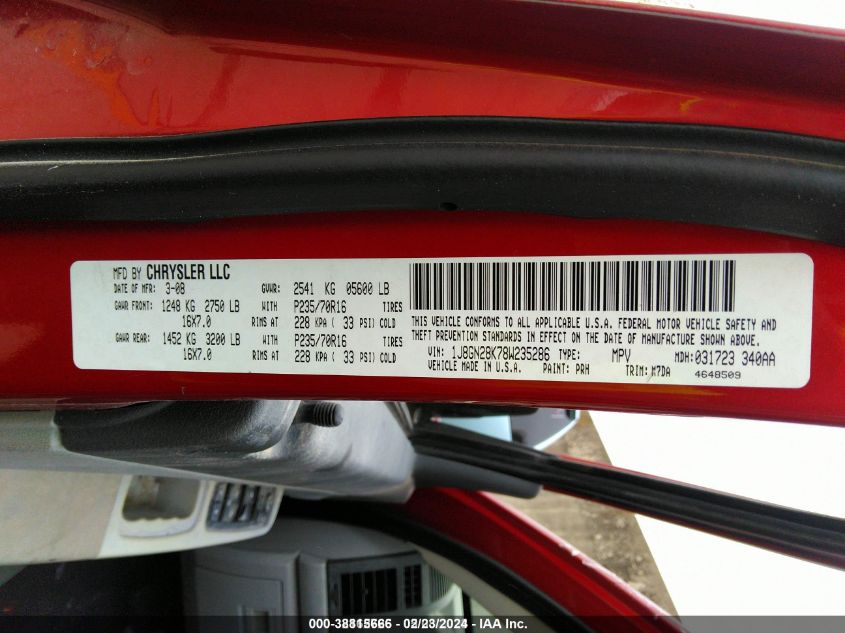 MFD BY CHRYSLER LLC
DATE OF MFR: 3-08 GVWR: 2541 KG 05600 LB
GAWR FRONT: 1248 KG 2750 LB WITH P235/70R16 TIRES
16X7.0 RIMS AT 228 KPA ( 33 PSI) COLD
GAWR REAR: 1452 KG 3200 LB WITH P235/70R16 TIRES
16X7.0 RIMS AT 228 KPA ( 33 PSI) COLD
THIS VEHICLE CONFORMS TO ALL APPLICABLE U.S.A. FEDERAL MOTOR VEHICLE SAFETY AND
THEFT PREVENTION STANDARDS IN EFFECT ON THE DATE OF MANUFACTURE SHOWN ABOVE.
VIN: 1J8GN28K78W235286 TYPE: MPV MDH: 031723 340AA
VEHICLE MADE IN U.S.A. PAINT: PRH TRIM: M7DA
4648509
02/23/2024 - IAA Inc.